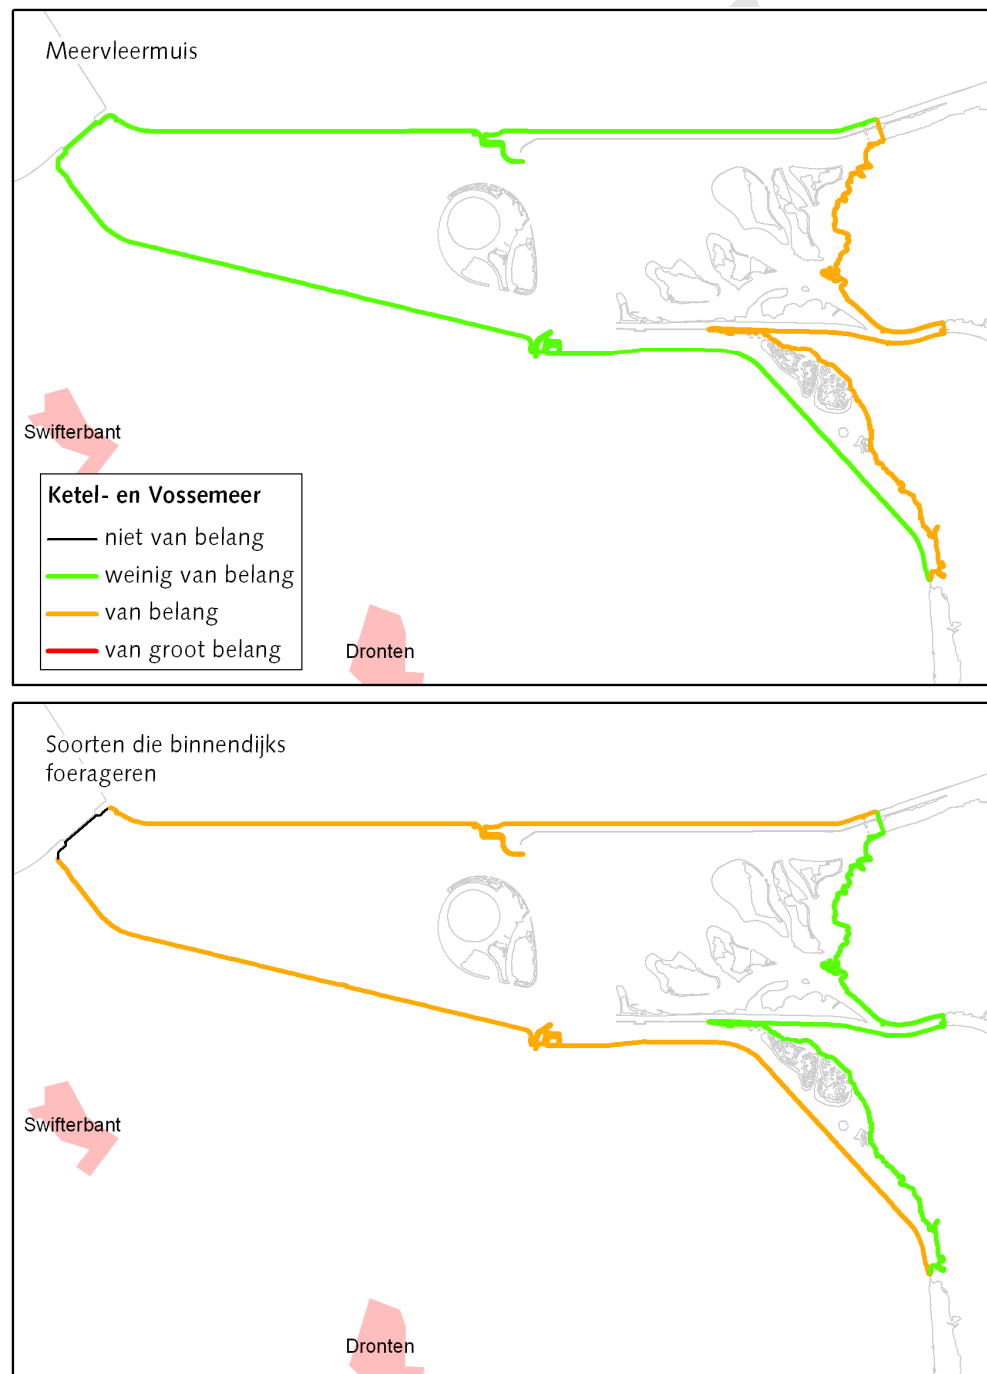 Meervleermuis
Swifterbant
Ketel- en Vossemeer
niet van belang
weinig van belang
van belang
van groot belang
Dronten
Soorten die binnendijks
foerageren
Swifterbant
Dronten